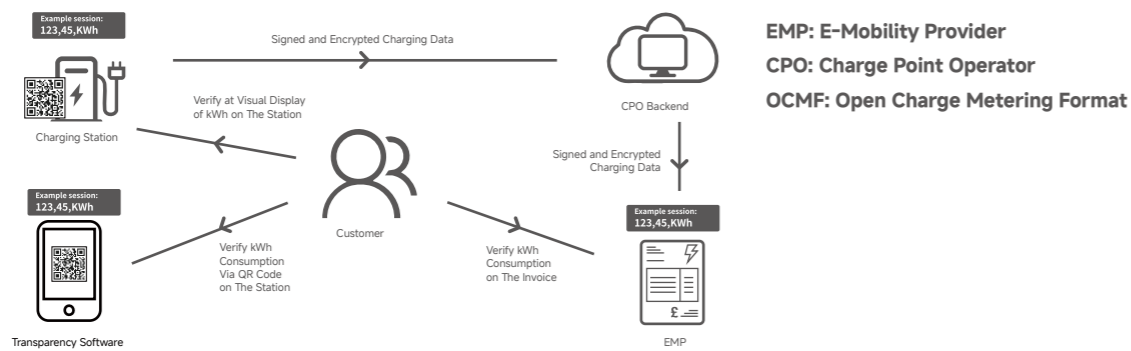 Example session:
123,45,KWh
Charging Station
Signed and Encrypted Charging Data
Verify at Visual Display
of kWh on The Station
CPO Backend
EMP: E-Mobility Provider
CPO: Charge Point Operator
OCMF: Open Charge Metering Format
Signed and Encrypted
Charging Data
Customer
Example session:
123,45,KWh
Transparency Software
Verify kWh
Consumption
Via QR Code
on The Station
Verify kWh
Consumption
on The Invoice
Example session:
123,45,KWh
£
EMP